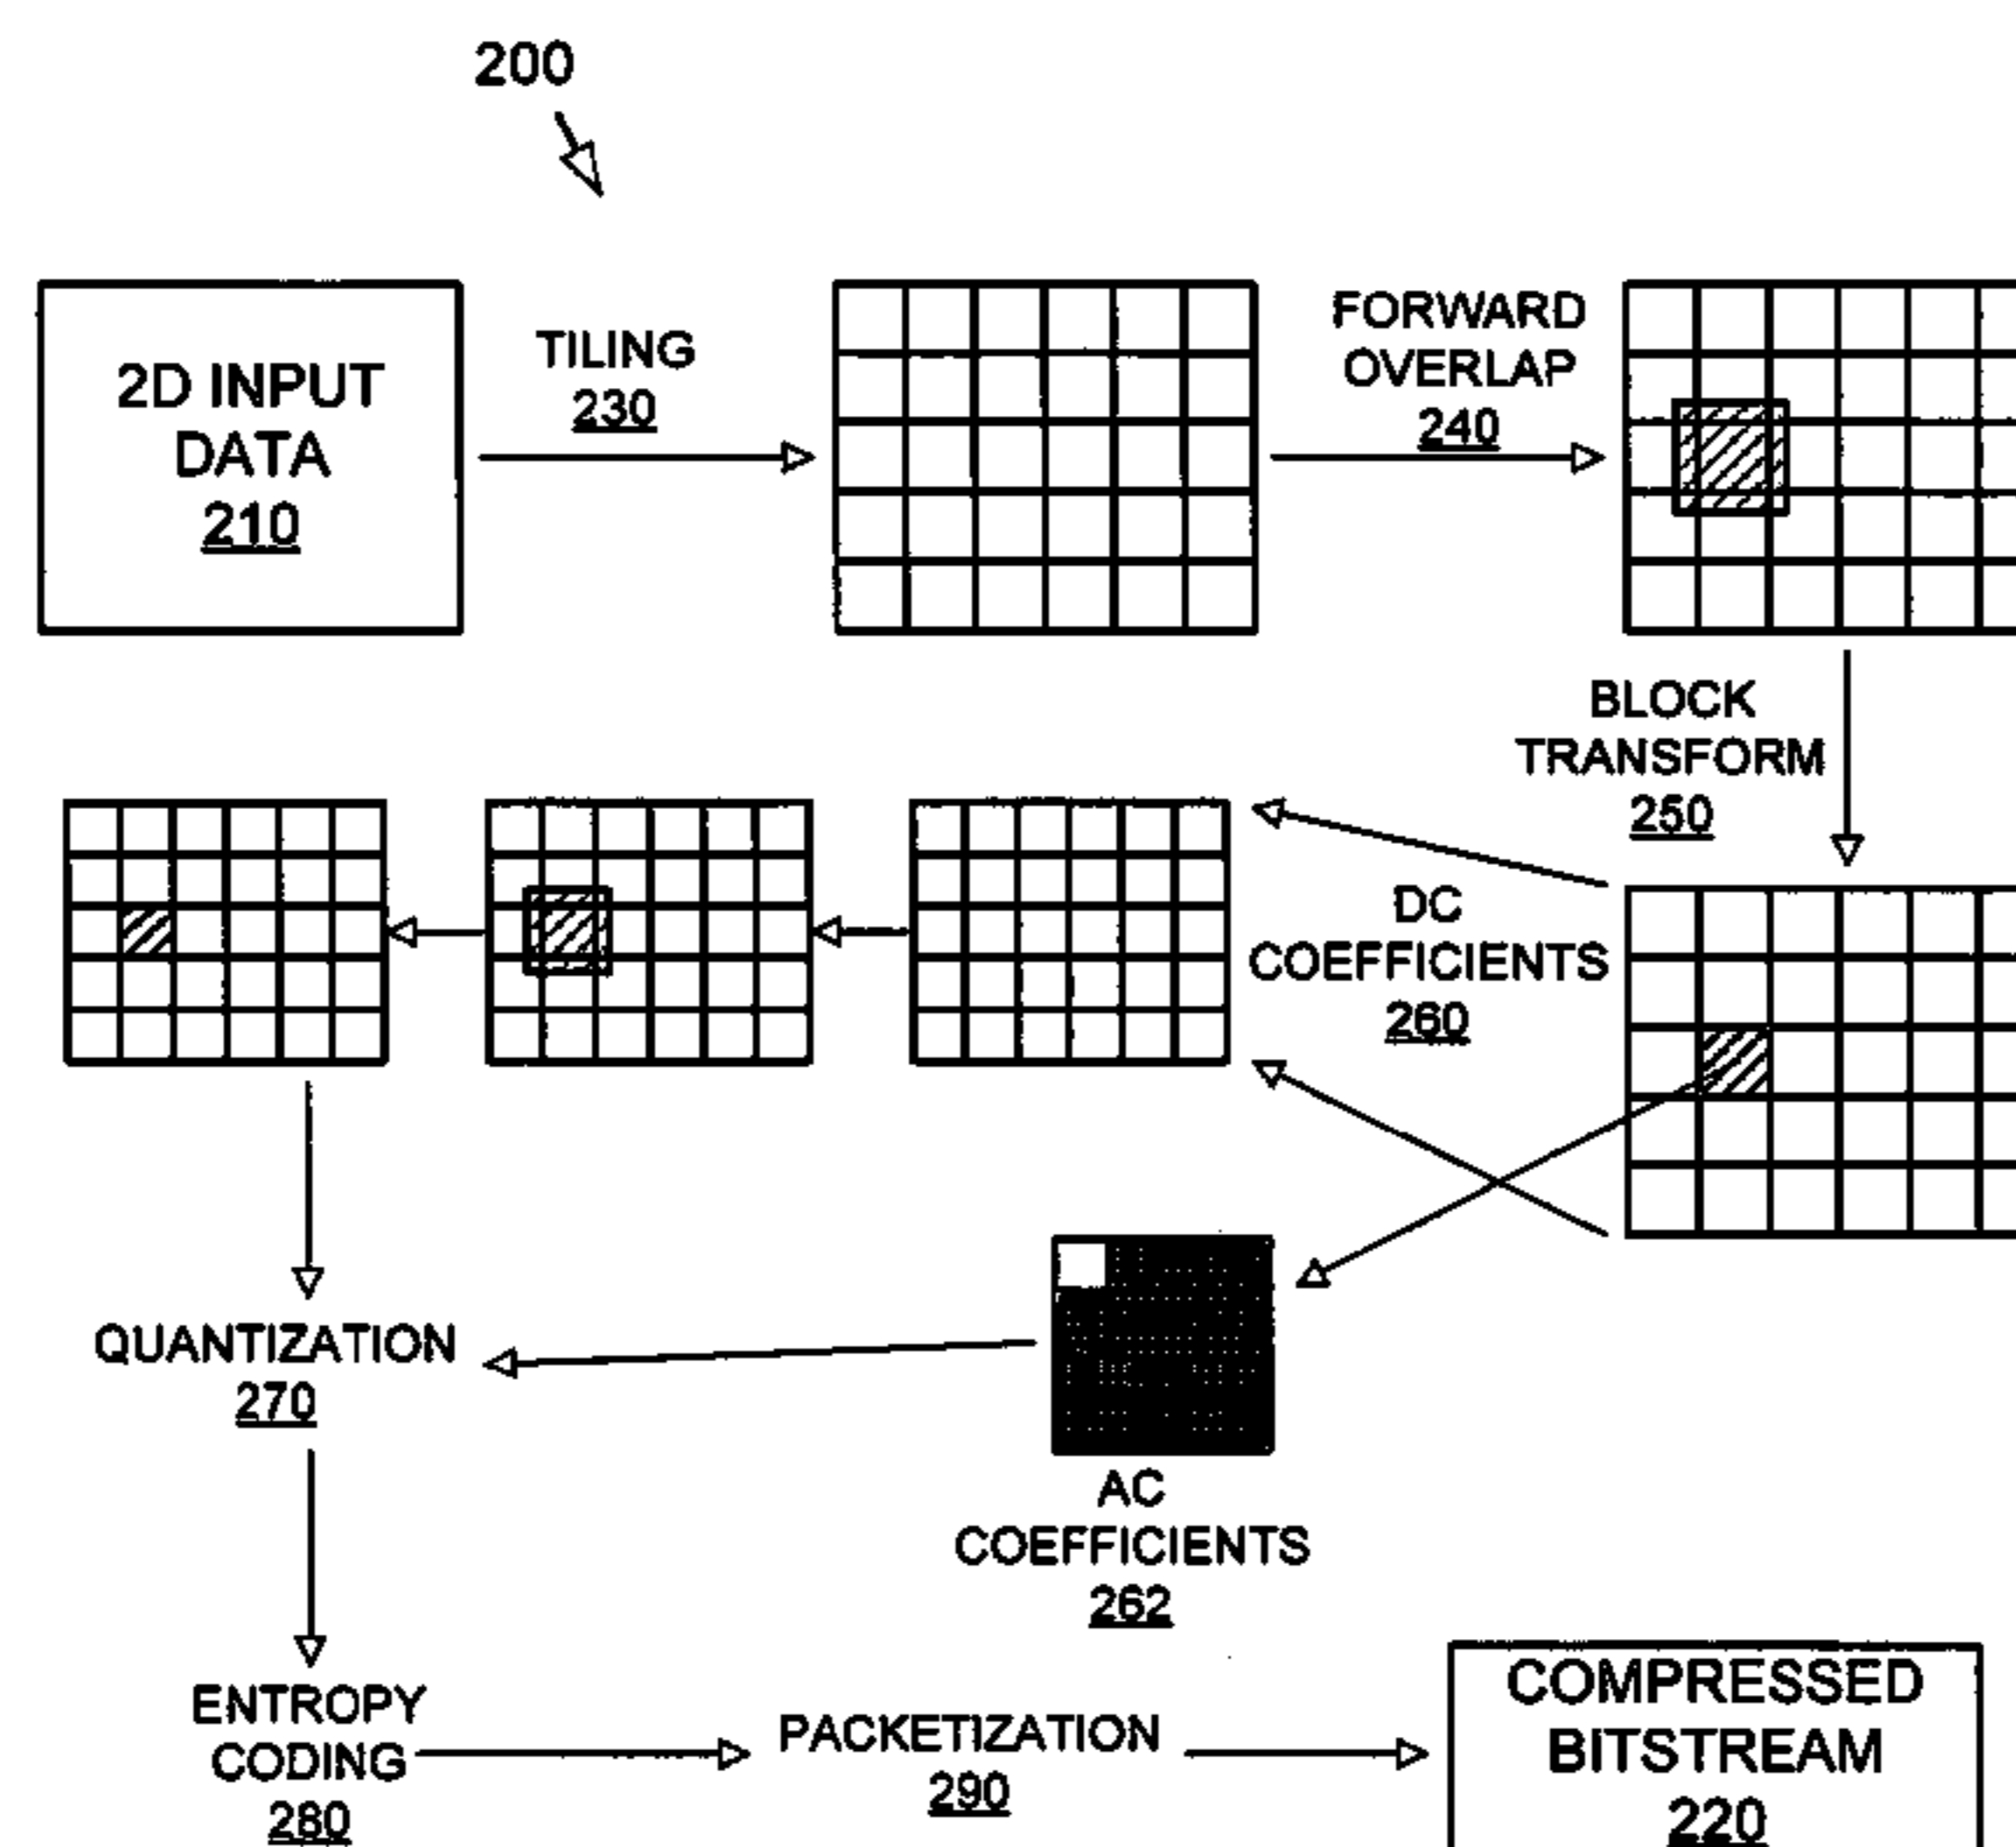 200
2D INPUT
DATA
210
TILING
230
FORWARD
OVERLAP
240
BLOCK
TRANSFORM
250
DC
COEFFICIENTS
260
QUANTIZATION
270
AC
COEFFICIENTS
262
ENTROPY
CODING
280
PACKETIZATION
290
COMPRESSED
BITSTREAM
220